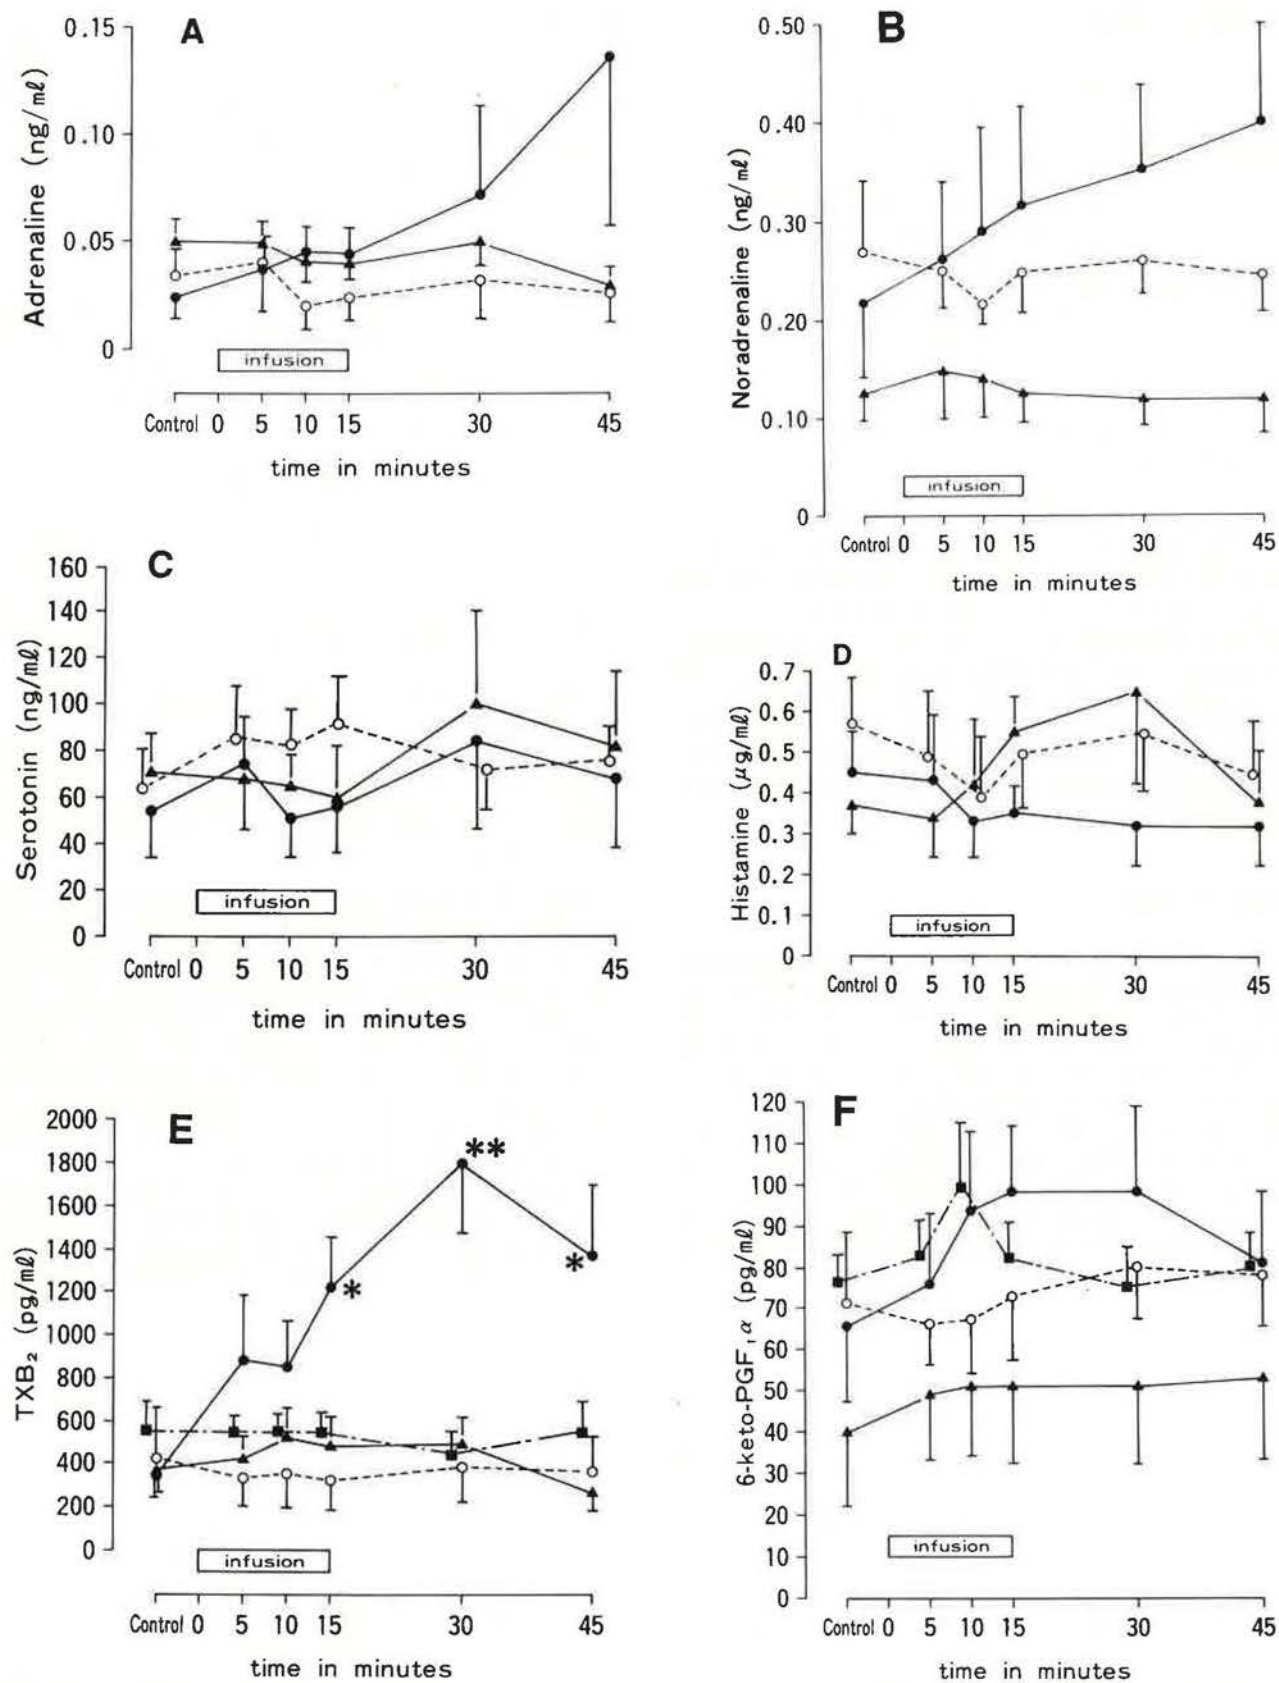 A
Adrenaline (ng/mℓ)
0.15
0.10
0.05
0
infusion
Control 0 5 10 15 30 45
time in minutes
B
Noradrenaline (ng/mℓ)
0.50
0.40
0.30
0.20
0.10
0
infusion
Control 0 5 10 15 30 45
time in minutes
C
Serotonin (ng/mℓ)
160
140
120
100
80
60
40
20
0
infusion
Control 0 5 10 15 30 45
time in minutes
D
Histamine (μg/mℓ)
0.7
0.6
0.5
0.4
0.3
0.2
0.1
0
infusion
Control 0 5 10 15 30 45
time in minutes
E
TXB₂ (pg/mℓ)
2000
1800
1600
1400
1200
1000
800
600
400
200
0
**
*
*
infusion
Control 0 5 10 15 30 45
time in minutes
F
6-keto-PGF₁α (pg/mℓ)
120
110
100
90
80
70
60
50
40
30
20
10
0
infusion
Control 0 5 10 15 30 45
time in minutes